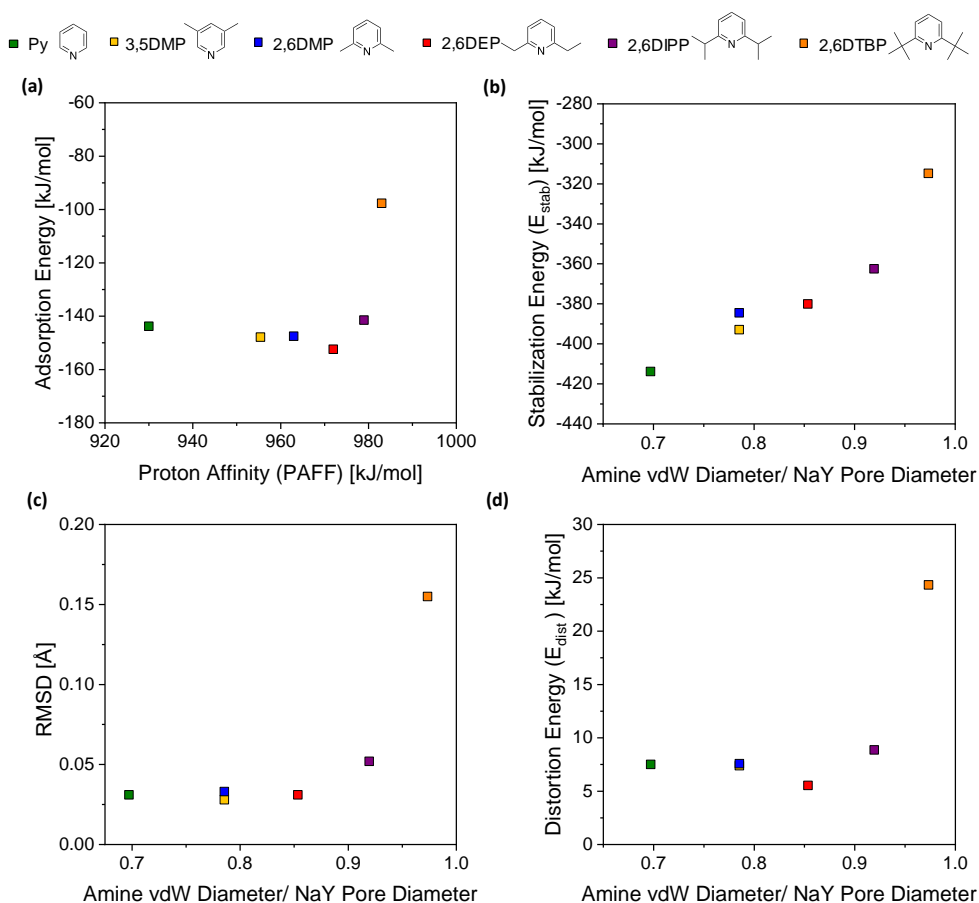 Py 3,5DMP 2,6DMP 2,6DEP 2,6DIPP 2,6DTBP
N N N N N N
(a)
-60
-80
-100
-120
-140
-160
-180
920 940 960 980 1000
Adsorption Energy [kJ/mol]
Proton Affinity (PAFF) [kJ/mol]
(b)
-280
-300
-320
-340
-360
-380
-400
-420
-440
0.7 0.8 0.9 1.0
Stabilization Energy (Estab) [kJ/mol]
Amine vdW Diameter/ NaY Pore Diameter
(c)
0.20
0.15
0.10
0.05
0.00
0.7 0.8 0.9 1.0
RMSD [Å]
Amine vdW Diameter/ NaY Pore Diameter
(d)
30
25
20
15
10
5
0
0.7 0.8 0.9 1.0
Distortion Energy (Edist) [kJ/mol]
Amine vdW Diameter/ NaY Pore Diameter